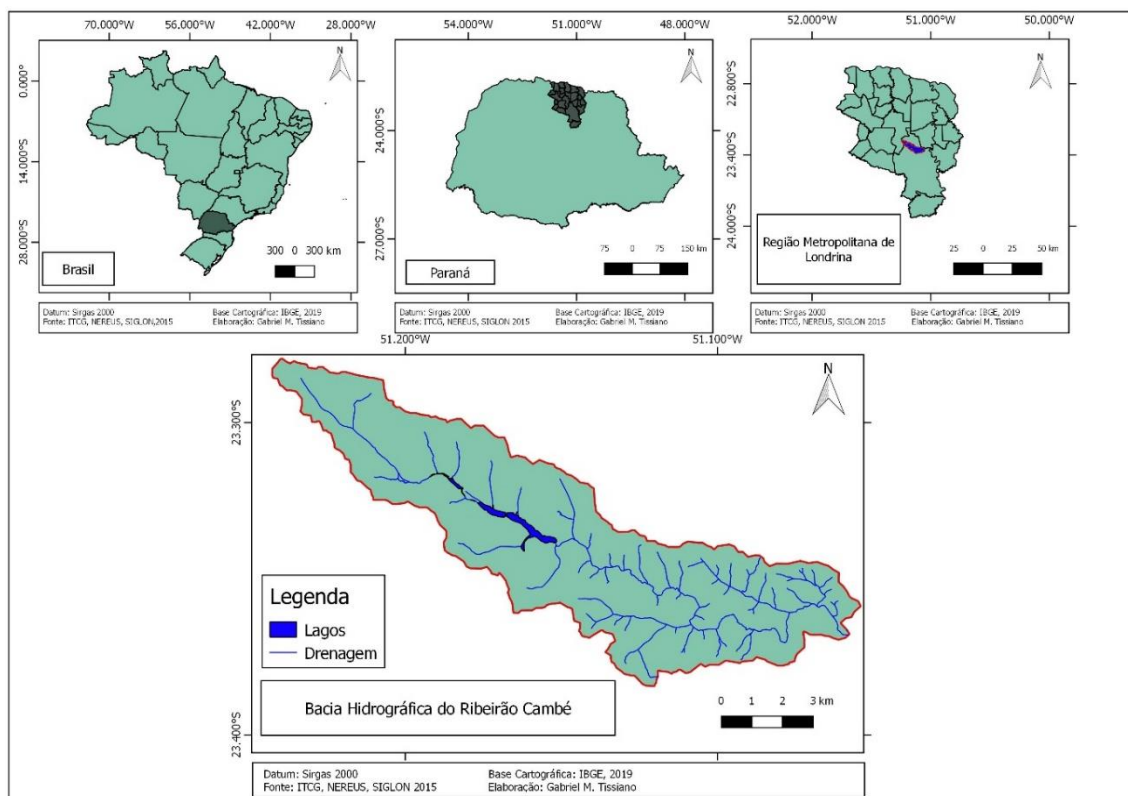 70.000°W 56.000°W 42.000°W 28.000°W
0.000°
14.000°S
28.000°S
N
300 0 300 km
Brasil
Datum: Sirgas 2000 Base Cartográfica: IBGE, 2019
Fonte: ITCG, NEREUS, SIGLON,2015 Elaboração: Gabriel M. Tissiano
54.000°W 51.000°W 48.000°W
24.000°S
27.000°S
N
75 0 75 150 km
Paraná
Datum: Sirgas 2000 Base Cartográfica: IBGE, 2019
Fonte: ITCG, NEREUS, SIGLON 2015 Elaboração: Gabriel M. Tissiano
52.000°W 51.000°W 50.000°W
22.800°S
23.400°S
24.000°S
N
Região Metropolitana de
Londrina
25 0 25 50 km
Datum: Sirgas 2000 Base Cartográfica: IBGE, 2019
Fonte: ITCG, NEREUS, SIGLON 2015 Elaboração: Gabriel M. Tissiano
51.200°W 51.100°W
23.300°S
23.400°S
N
Legenda
Lagos
Drenagem
Bacia Hidrográfica do Ribeirão Cambé
0 1 2 3 km
Datum: Sirgas 2000 Base Cartográfica: IBGE, 2019
Fonte: ITCG, NEREUS, SIGLON 2015 Elaboração: Gabriel M. Tissiano